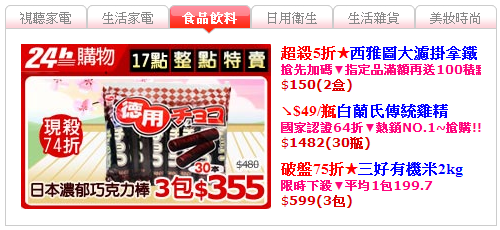 視聽家電 生活家電 食品飲料 日用衛生 生活雜貨 美妝時尚
24h購物 17點整點特賣
現殺
74折
德用チョコ
30本
$480
日本濃郁巧克力棒 3包$355
超殺5折★西雅圖大濾掛拿鐵
搶先加碼▼指定品滿額再送100積點
$150(2盒)
↘$49/瓶白蘭氏傳統雞精
國家認證64折▼熱銷NO.1~搶購!!
$1482(30瓶)
破盤75折★三好有機米2kg
限時下殺▼平均1包199.7
$599(3包)